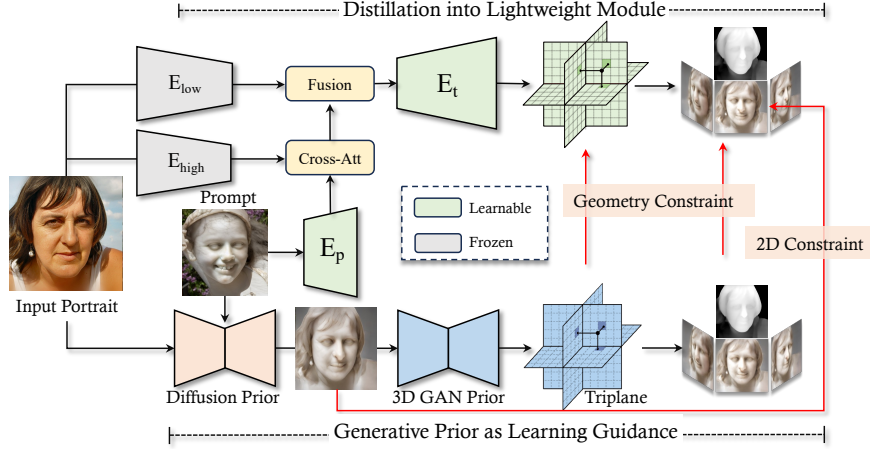 Distillation into Lightweight Module
E_low
Fusion
E_t
E_high
Cross-Att
Prompt
Learnable
Frozen
Geometry Constraint
E_p
2D Constraint
Input Portrait
Diffusion Prior
3D GAN Prior
Triplane
Generative Prior as Learning Guidance